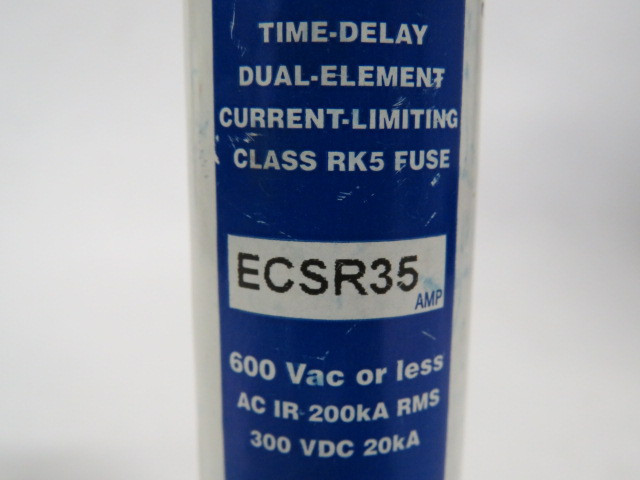 TIME-DELAY
DUAL-ELEMENT
CURRENT-LIMITING
CLASS RK5 FUSE
ECSR35
AMP
600 Vac or less
AC IR 200kA RMS
300 VDC 20kA